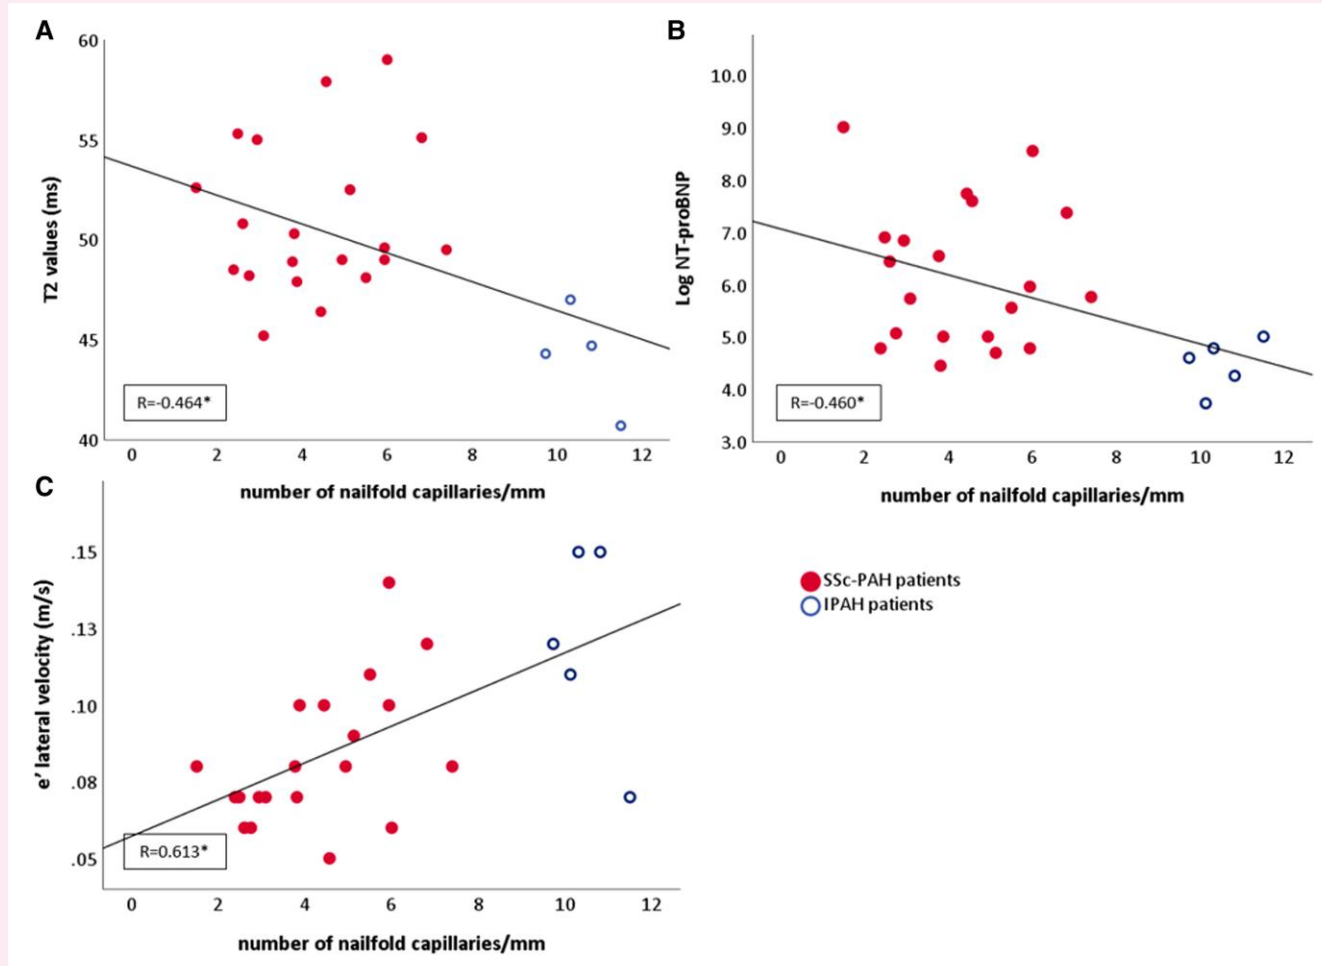 A
60
55
50
45
40
T2 values (ms)
R=-0.464*
0 2 4 6 8 10 12
number of nailfold capillaries/mm
B
10.0
9.0
8.0
7.0
6.0
5.0
4.0
3.0
Log NT-proBNP
R=-0.460*
0 2 4 6 8 10 12
number of nailfold capillaries/mm
C
.15
.13
.10
.08
.05
e’ lateral velocity (m/s)
R=0.613*
0 2 4 6 8 10 12
number of nailfold capillaries/mm
SSc-PAH patients
IPAH patients